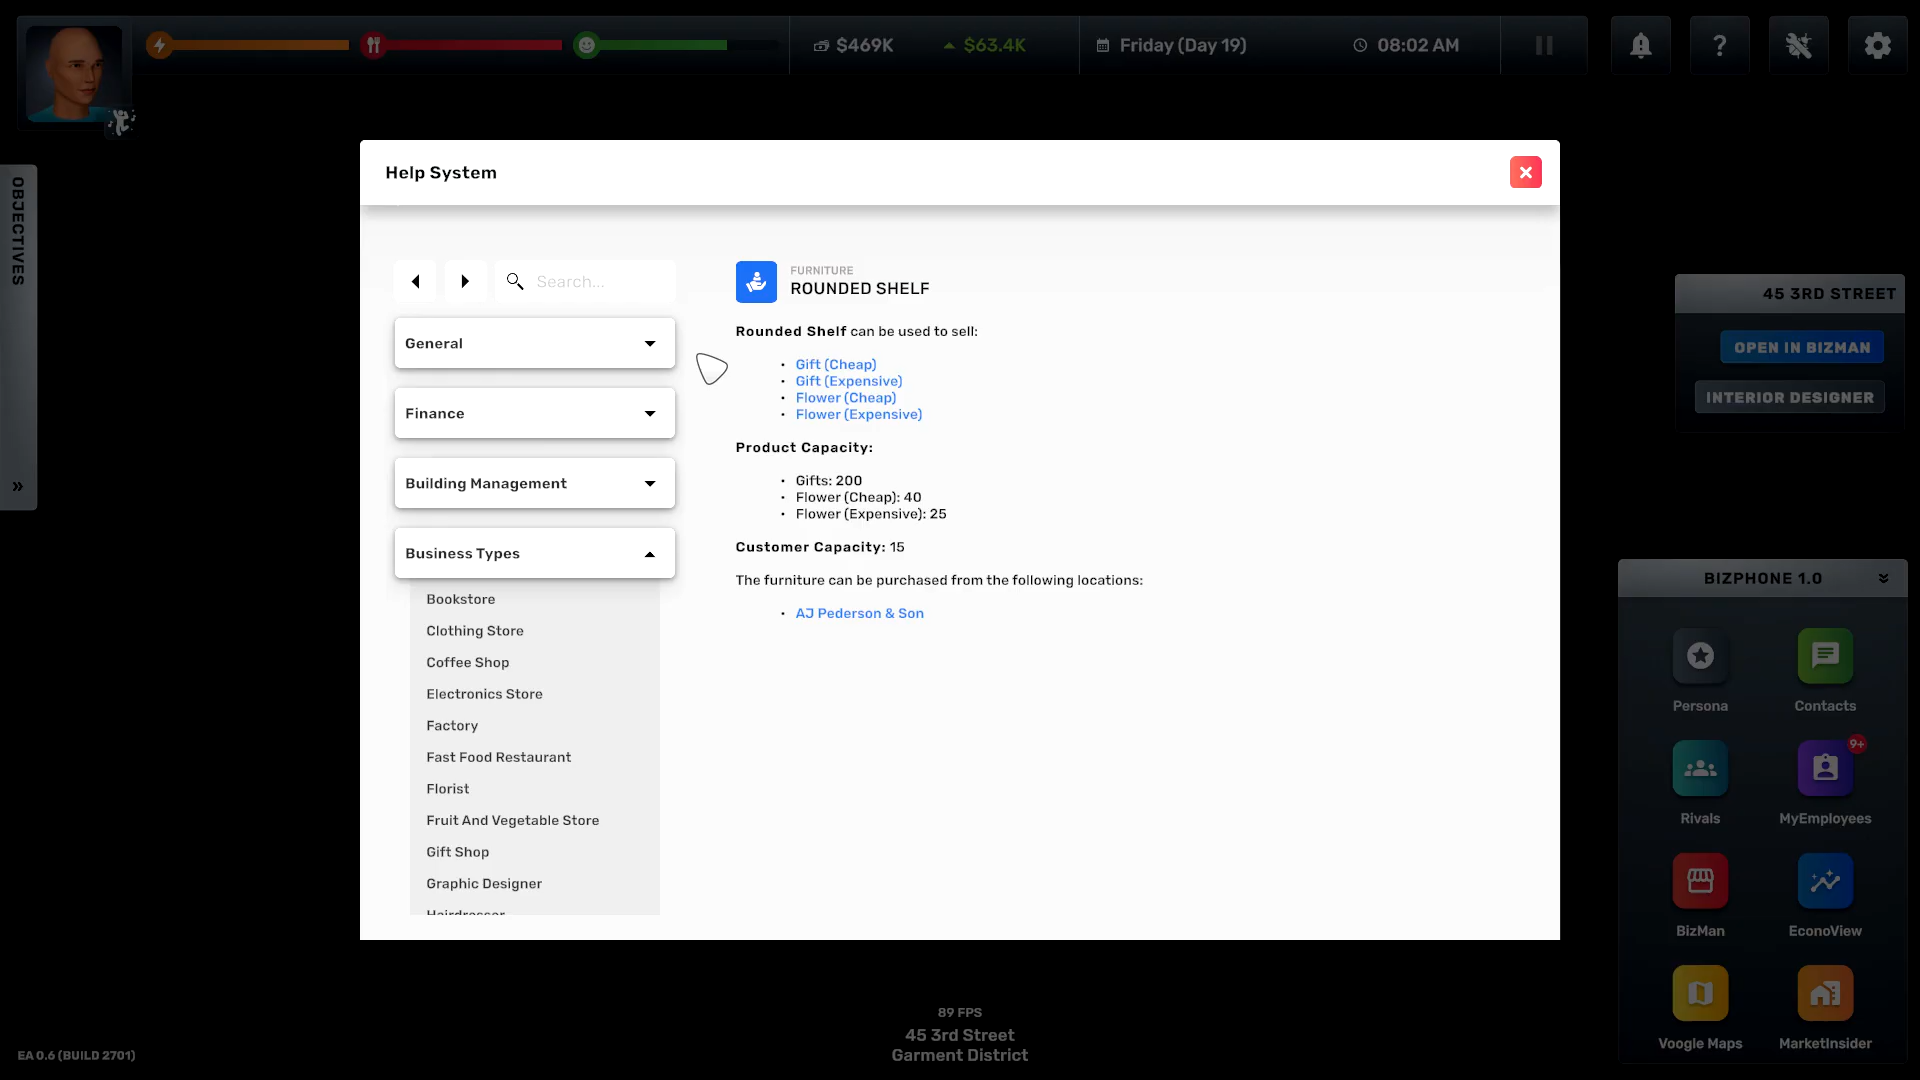 $469K
$63.4K
Friday (Day 19)
08:02 AM
?
OBJECTIVES
Help System
Search...
General
Finance
Building Management
Business Types
Bookstore
Clothing Store
Coffee Shop
Electronics Store
Factory
Fast Food Restaurant
Florist
Fruit And Vegetable Store
Gift Shop
Graphic Designer
Hairdresser
FURNITURE
ROUNDED SHELF
Rounded Shelf can be used to sell:
• Gift (Cheap)
• Gift (Expensive)
• Flower (Cheap)
• Flower (Expensive)
Product Capacity:
• Gifts: 200
• Flower (Cheap): 40
• Flower (Expensive): 25
Customer Capacity: 15
The furniture can be purchased from the following locations:
• AJ Pederson & Son
45 3RD STREET
OPEN IN BIZMAN
INTERIOR DESIGNER
BIZPHONE 1.0
Persona
Contacts
9+
Rivals
MyEmployees
BizMan
EconoView
Voogle Maps
MarketInsider
89 FPS
45 3rd Street
Garment District
EA 0.6 (BUILD 2701)